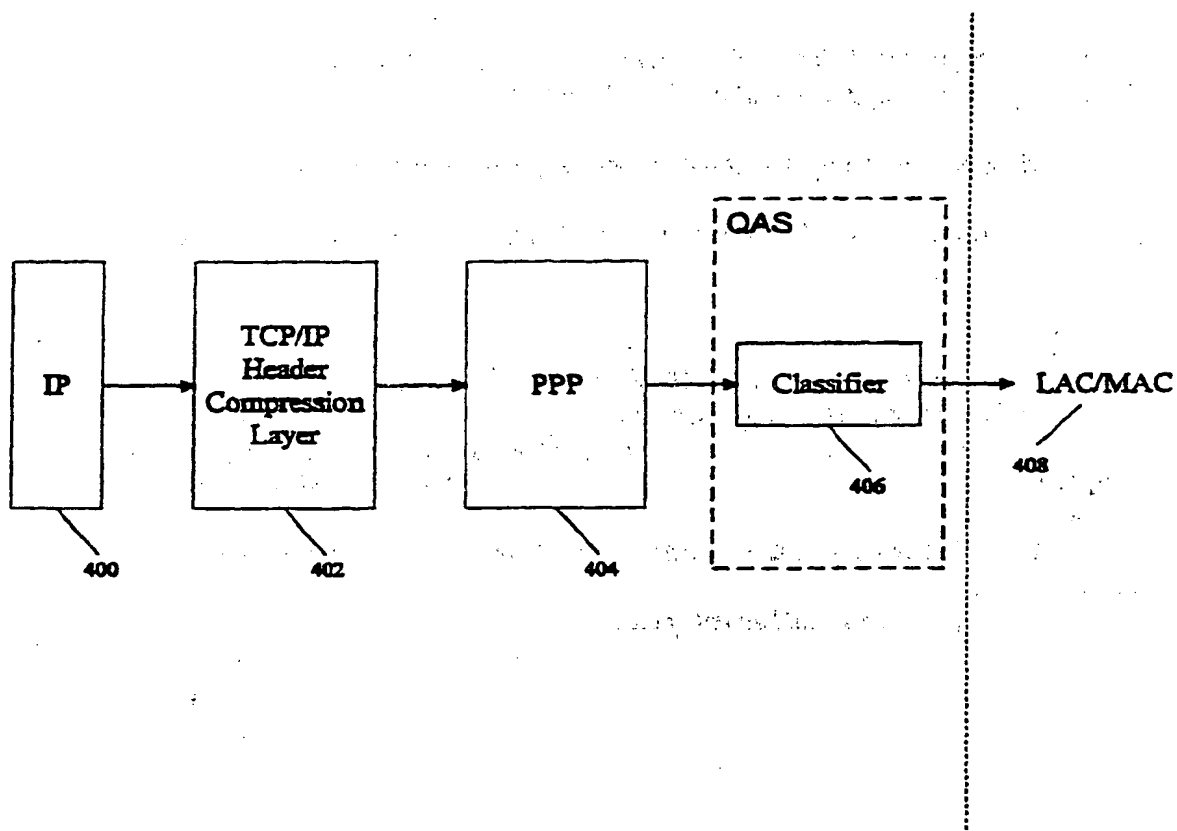 QAS
IP
TCP/IP
Header
Compression
Layer
PPP
Classifier
LAC/MAC
400
402
404
406
408